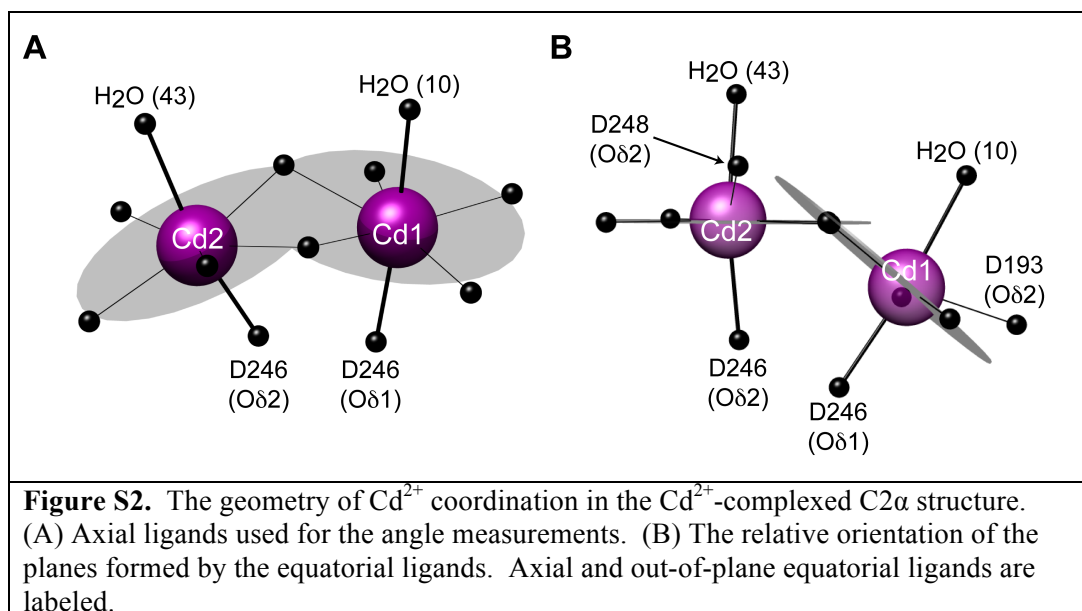 A
B
H2O (43)
H2O (10)
Cd2
Cd1
D246
(Oδ2)
D246
(Oδ1)
H2O (43)
D248
(Oδ2)
H2O (10)
Cd2
Cd1
D193
(Oδ2)
D246
(Oδ2)
D246
(Oδ1)
Figure S2. The geometry of Cd²⁺ coordination in the Cd²⁺-complexed C2α structure.
(A) Axial ligands used for the angle measurements. (B) The relative orientation of the
planes formed by the equatorial ligands. Axial and out-of-plane equatorial ligands are
labeled.